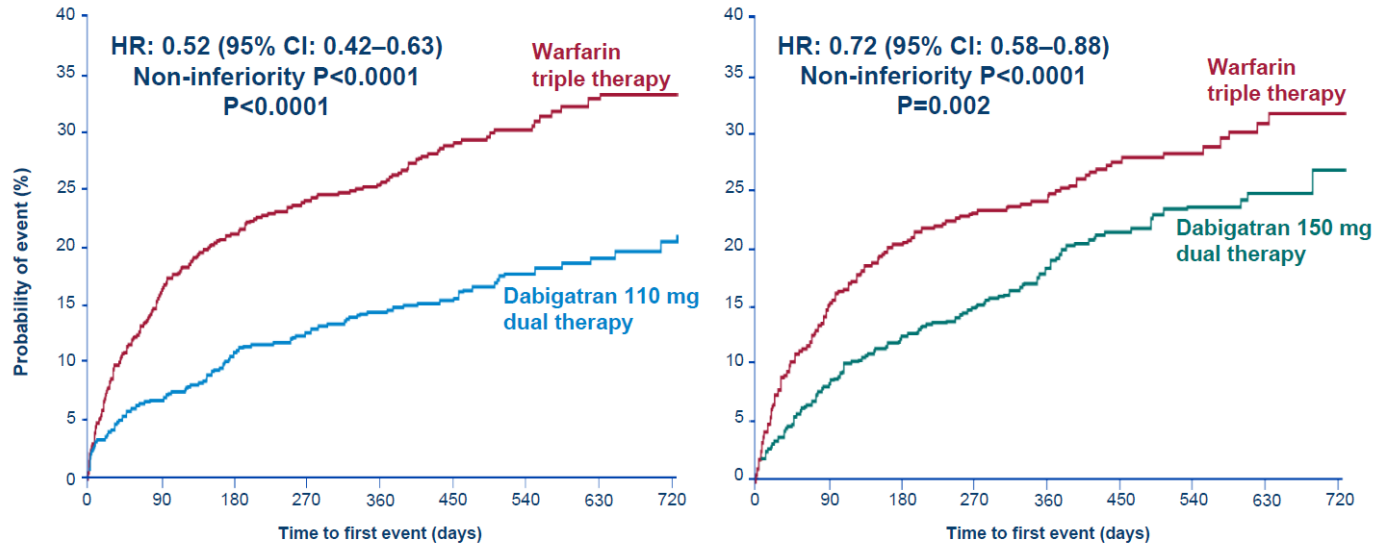 HR: 0.52 (95% CI: 0.42–0.63)
Non-inferiority P<0.0001
P<0.0001
Warfarin
triple therapy
Dabigatran 110 mg
dual therapy
Probability of event (%)
40
35
30
25
20
15
10
5
0
0 90 180 270 360 450 540 630 720
Time to first event (days)
HR: 0.72 (95% CI: 0.58–0.88)
Non-inferiority P<0.0001
P=0.002
Warfarin
triple therapy
Dabigatran 150 mg
dual therapy
40
35
30
25
20
15
10
5
0
0 90 180 270 360 450 540 630 720
Time to first event (days)